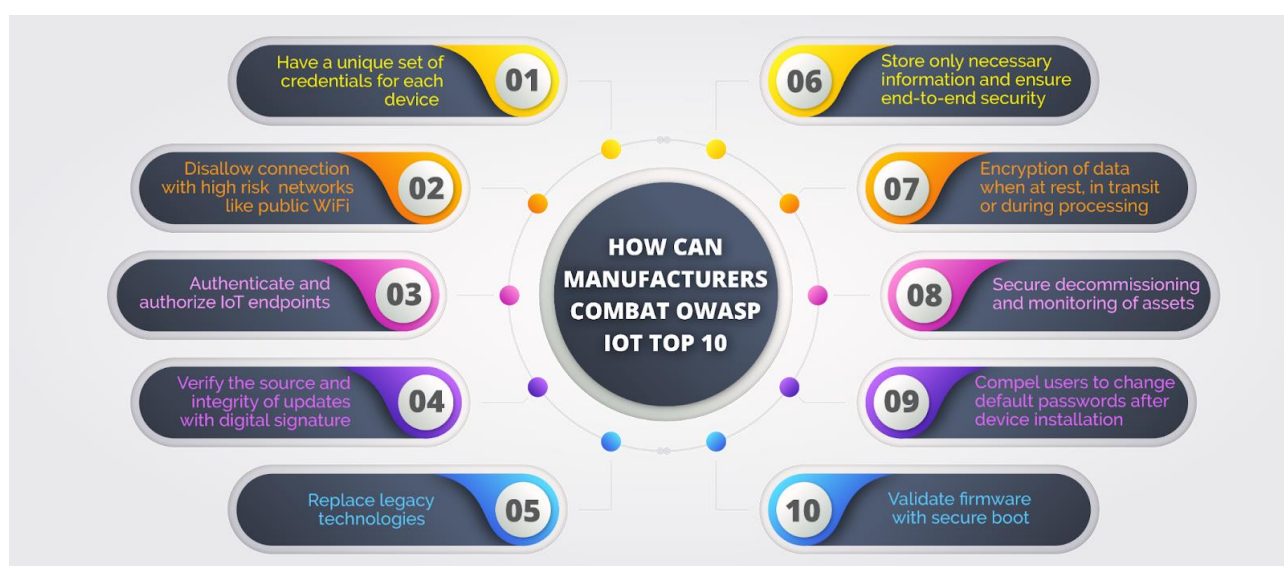 01
Have a unique set of
credentials for each
device
02
Disallow connection
with high risk networks
like public WiFi
03
Authenticate and
authorize IoT endpoints
04
Verify the source and
integrity of updates
with digital signature
05
Replace legacy
technologies
HOW CAN
MANUFACTURERS
COMBAT OWASP
IOT TOP 10
06
Store only necessary
information and ensure
end-to-end security
07
Encryption of data
when at rest, in transit
or during processing
08
Secure decommissioning
and monitoring of assets
09
Compel users to change
default passwords after
device installation
10
Validate firmware
with secure boot